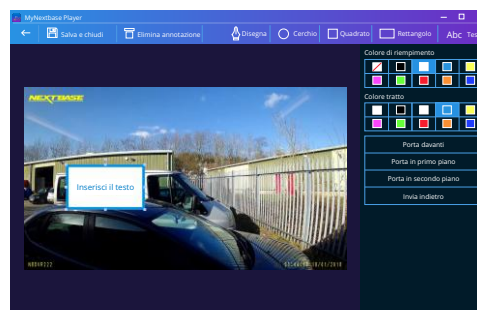 MyNextbase Player
Salva e chiudi
Elimina annotazione
Disegna
Cerchio
Quadrato
Rettangolo
Abc Tes
Colore di riempimento
NEXTBASE
Colore tratto
Porta davanti
Porta in primo piano
Inserisci il testo
Porta in secondo piano
Invia indietro